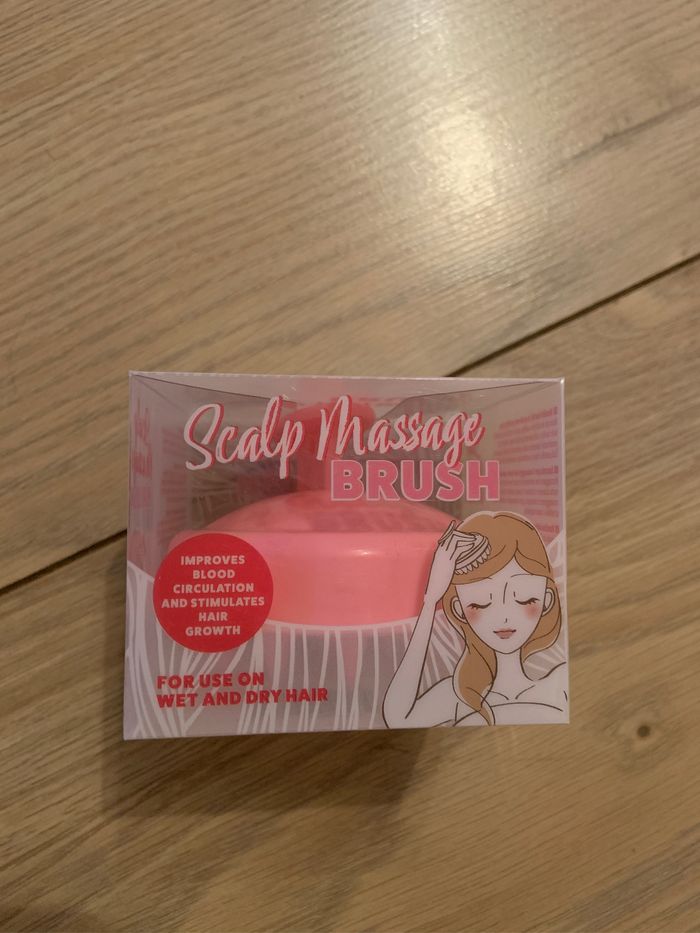 Scalp Massage
BRUSH
IMPROVES
BLOOD
CIRCULATION
AND STIMULATES
HAIR
GROWTH
FOR USE ON
WET AND DRY HAIR